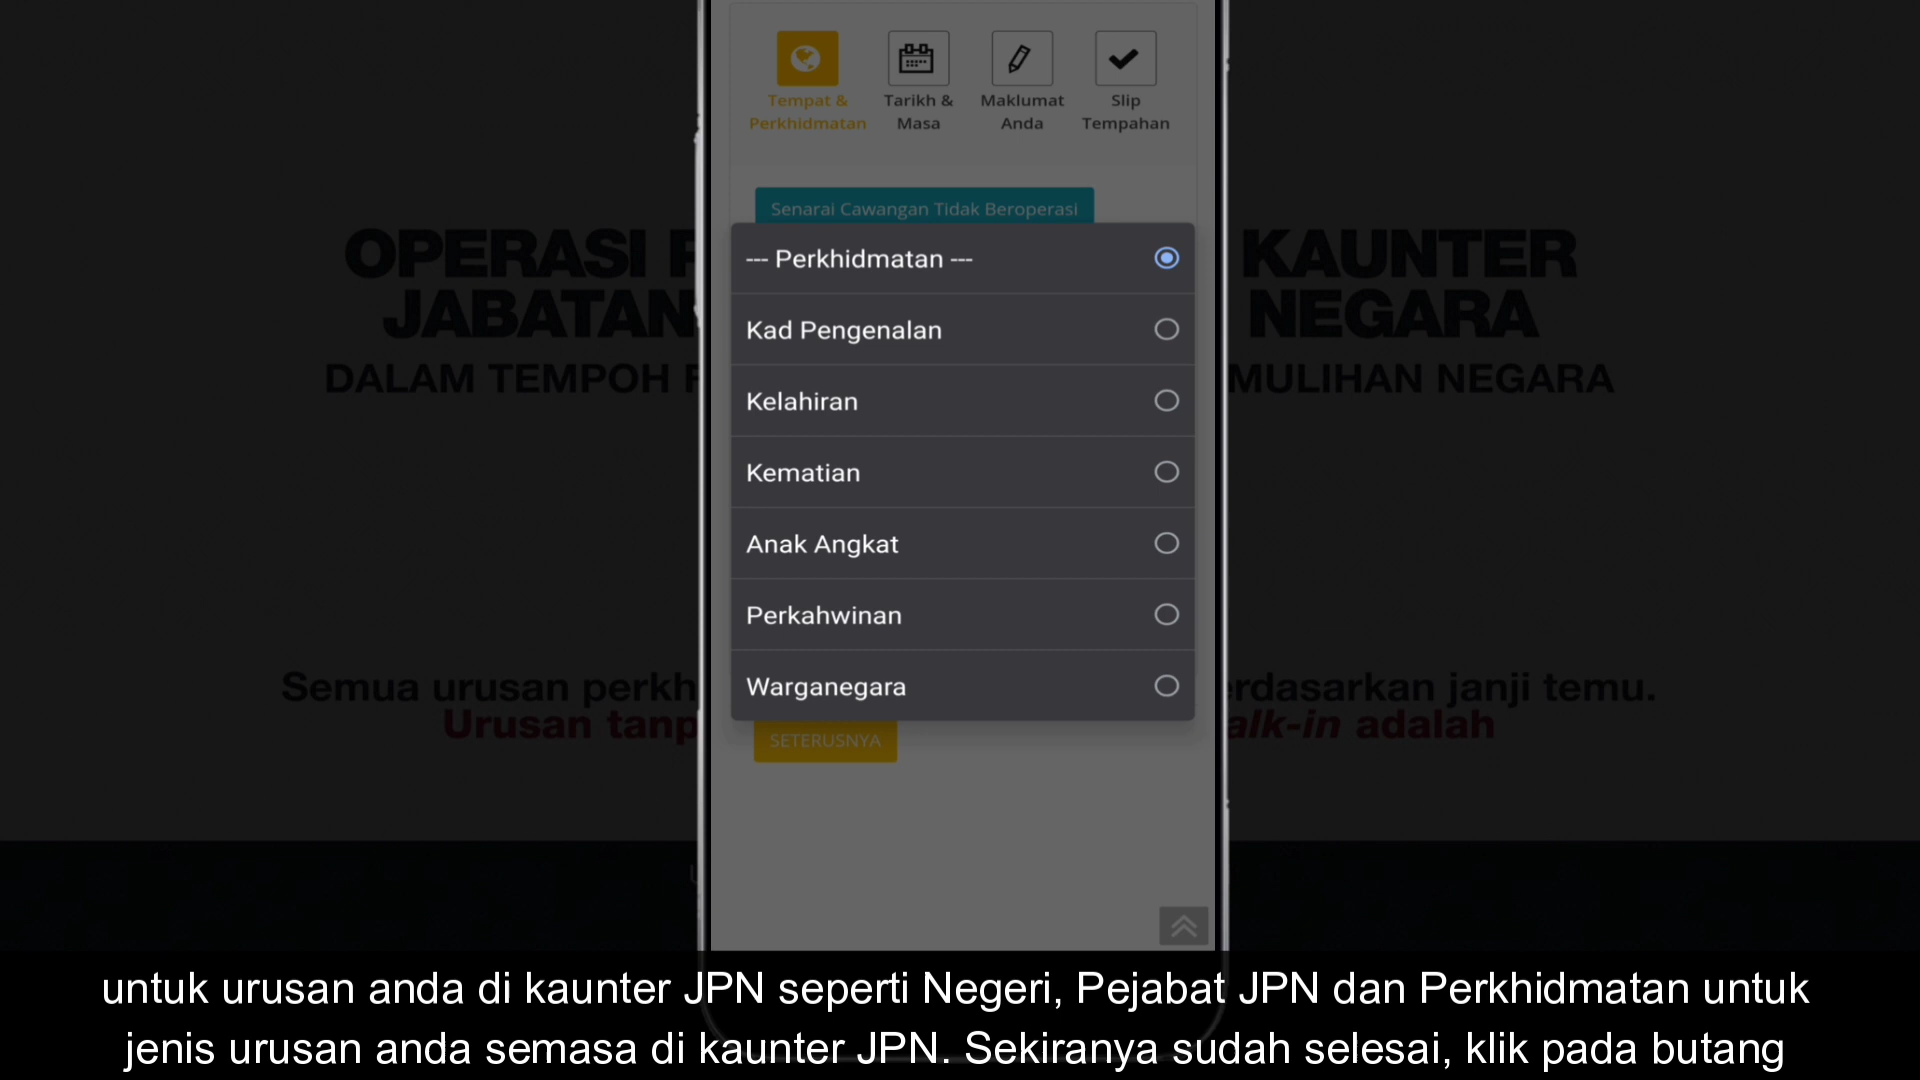 Tempat &
Perkhidmatan
Tarikh &
Masa
Maklumat
Anda
Slip
Tempahan
Senarai Cawangan Tidak Beroperasi
OPERASI
KAUNTER
JABATAN
NEGARA
DALAM TEMPOH
MULIHAN NEGARA
--- Perkhidmatan ---
Kad Pengenalan
Kelahiran
Kematian
Anak Angkat
Perkahwinan
Warganegara
Semua urusan perkh
rdasarkan janji temu.
Urusan tanp
alk-in adalah
SETERUSNYA
untuk urusan anda di kaunter JPN seperti Negeri, Pejabat JPN dan Perkhidmatan untuk
jenis urusan anda semasa di kaunter JPN. Sekiranya sudah selesai, klik pada butang